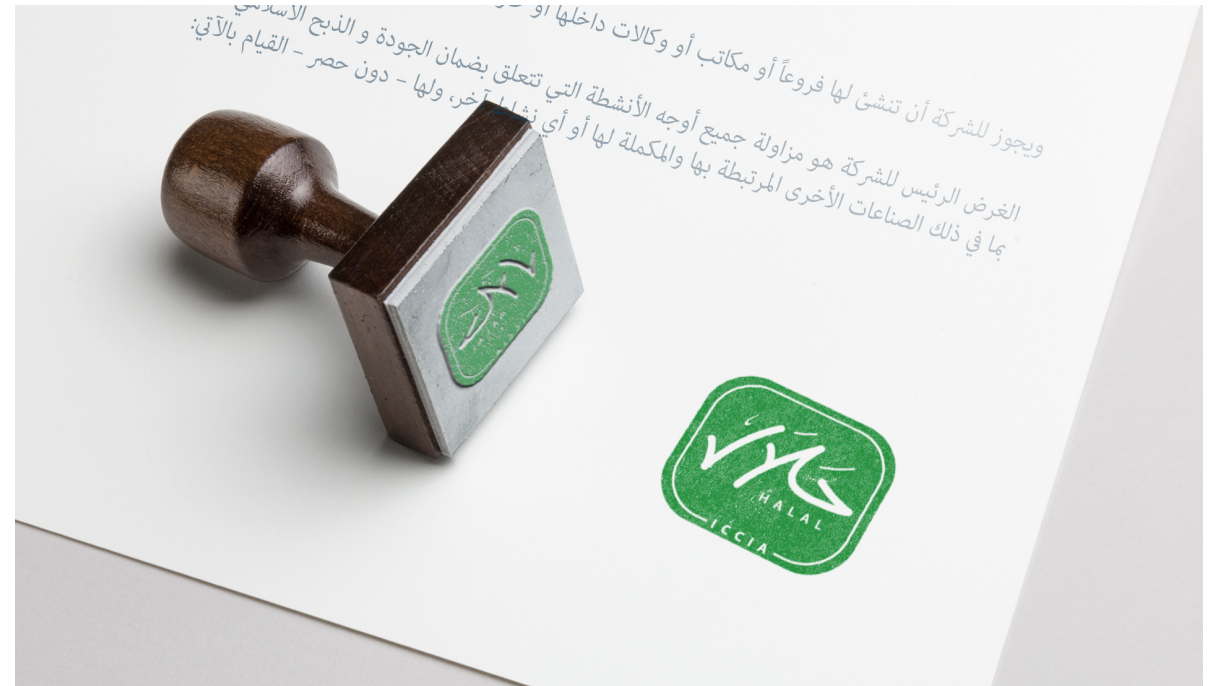 ويجوز للشركة أن تنشئ لها فروعاً أو مكاتب أو وكالات داخلها أو
الغرض الرئيس للشركة هو مزاولة جميع أوجه الأنشطة التي تتعلق بضمان الجودة و الذبح الاسلامي
بما في ذلك الصناعات الأخرى المرتبطة بها والمكملة لها أو أي نشاط آخر، ولها – دون حصر – القيام بالآتي:
حلال
HALAL
ICCIA